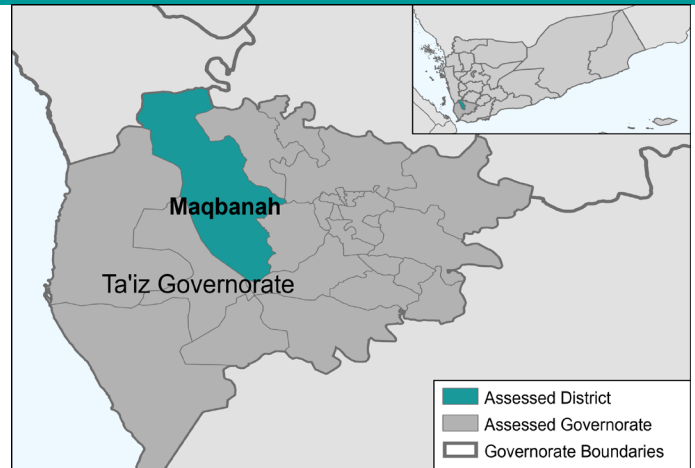 Maqbanah
Ta'iz Governorate
Assessed District
Assessed Governorate
Governorate Boundaries